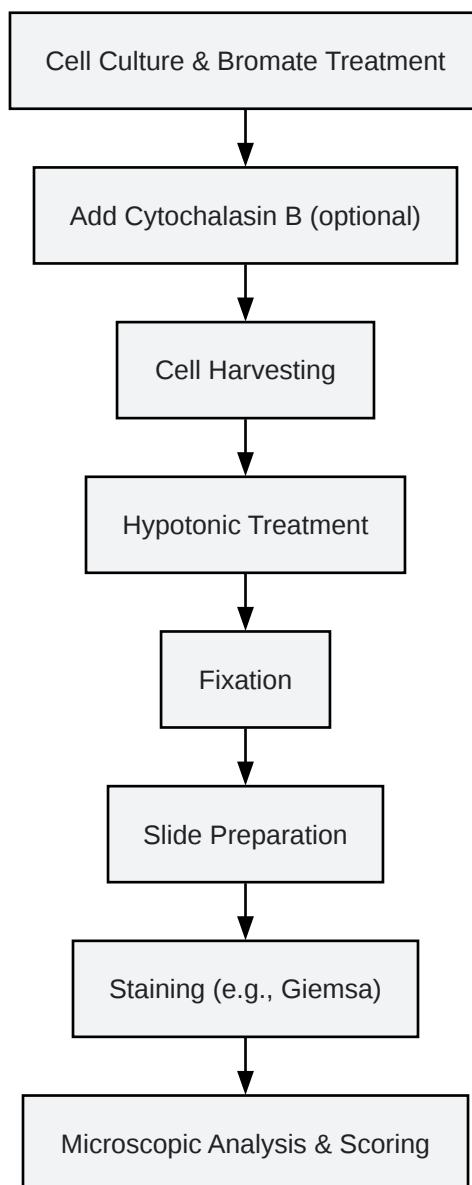 Cell Culture & Bromate Treatment
Add Cytochalasin B (optional)
Cell Harvesting
Hypotonic Treatment
Fixation
Slide Preparation
Staining (e.g., Giemsa)
Microscopic Analysis & Scoring